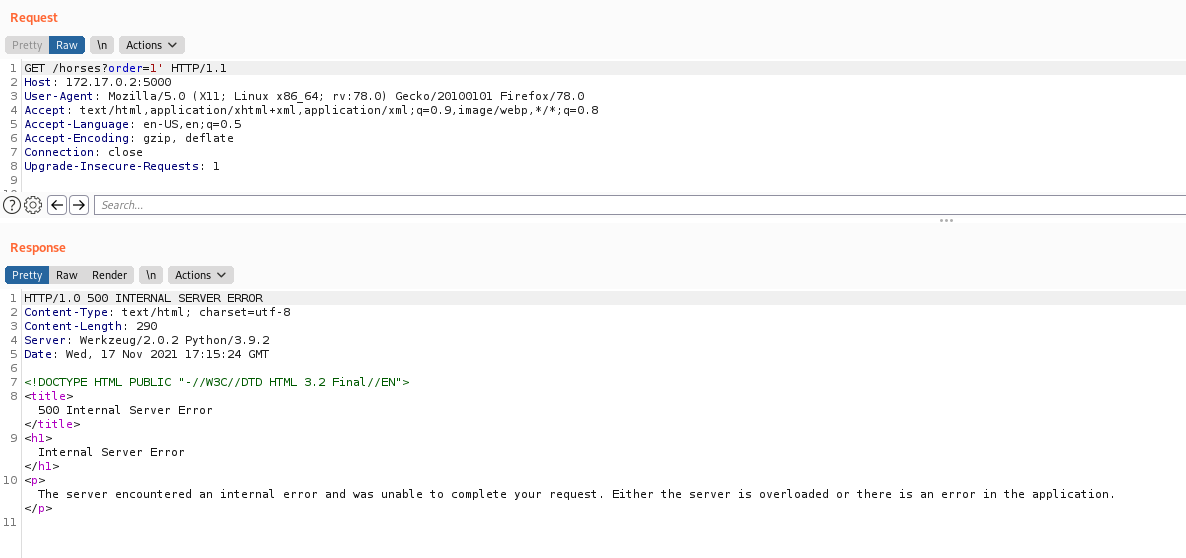 Request
Pretty Raw \n Actions
1 GET /horses?order=1' HTTP/1.1
2 Host: 172.17.0.2:5000
3 User-Agent: Mozilla/5.0 (X11; Linux x86_64; rv:78.0) Gecko/20100101 Firefox/78.0
4 Accept: text/html,application/xhtml+xml,application/xml;q=0.9,image/webp,*/*;q=0.8
5 Accept-Language: en-US,en;q=0.5
6 Accept-Encoding: gzip, deflate
7 Connection: close
8 Upgrade-Insecure-Requests: 1
9
Search...
Response
Pretty Raw Render \n Actions
1 HTTP/1.0 500 INTERNAL SERVER ERROR
2 Content-Type: text/html; charset=utf-8
3 Content-Length: 290
4 Server: Werkzeug/2.0.2 Python/3.9.2
5 Date: Wed, 17 Nov 2021 17:15:24 GMT
6
7 <!DOCTYPE HTML PUBLIC "-//W3C//DTD HTML 3.2 Final//EN">
8 <title>
500 Internal Server Error
</title>
9 <h1>
Internal Server Error
</h1>
10 <p>
The server encountered an internal error and was unable to complete your request. Either the server is overloaded or there is an error in the application.
</p>
11